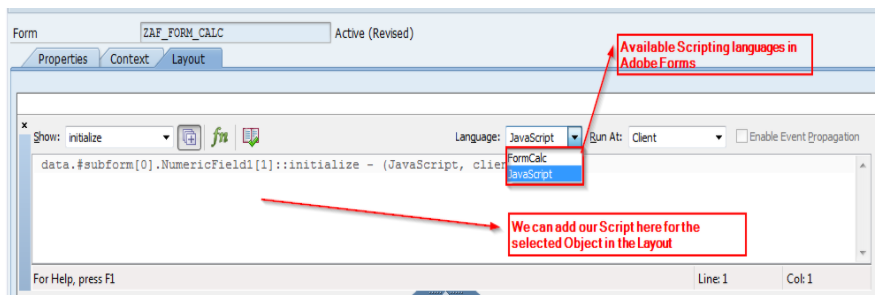 Form ZAF_FORM_CALC Active (Revised)
Properties Context Layout
Available Scripting languages in
Adobe Forms
x
Show: initialize fn Language: JavaScript Run At: Client Enable Event Propagation
FormCalc
JavaScript
data.#subform[0].NumericField1[1]::initialize - (JavaScript, clien
We can add our Script here for the
selected Object in the Layout
For Help, press F1 Line: 1 Col: 1